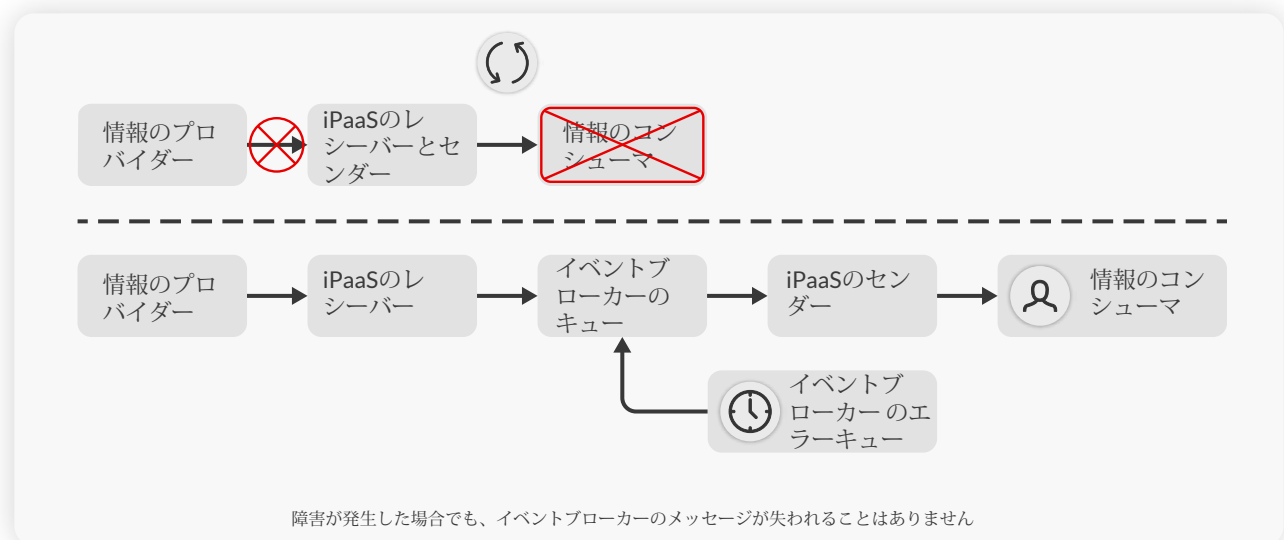 情報のプロ
バイダー
iPaaSのレ
シーバーとセ
ンダー
情報のコン
シューマ
情報のプロ
バイダー
iPaaSのレ
シーバー
イベントブ
ローカーの
キュー
iPaaSのセン
ダー
情報のコン
シューマ
イベントブ
ローカー のエ
ラーキュー
障害が発生した場合でも、イベントブローカーのメッセージが失われることはありません